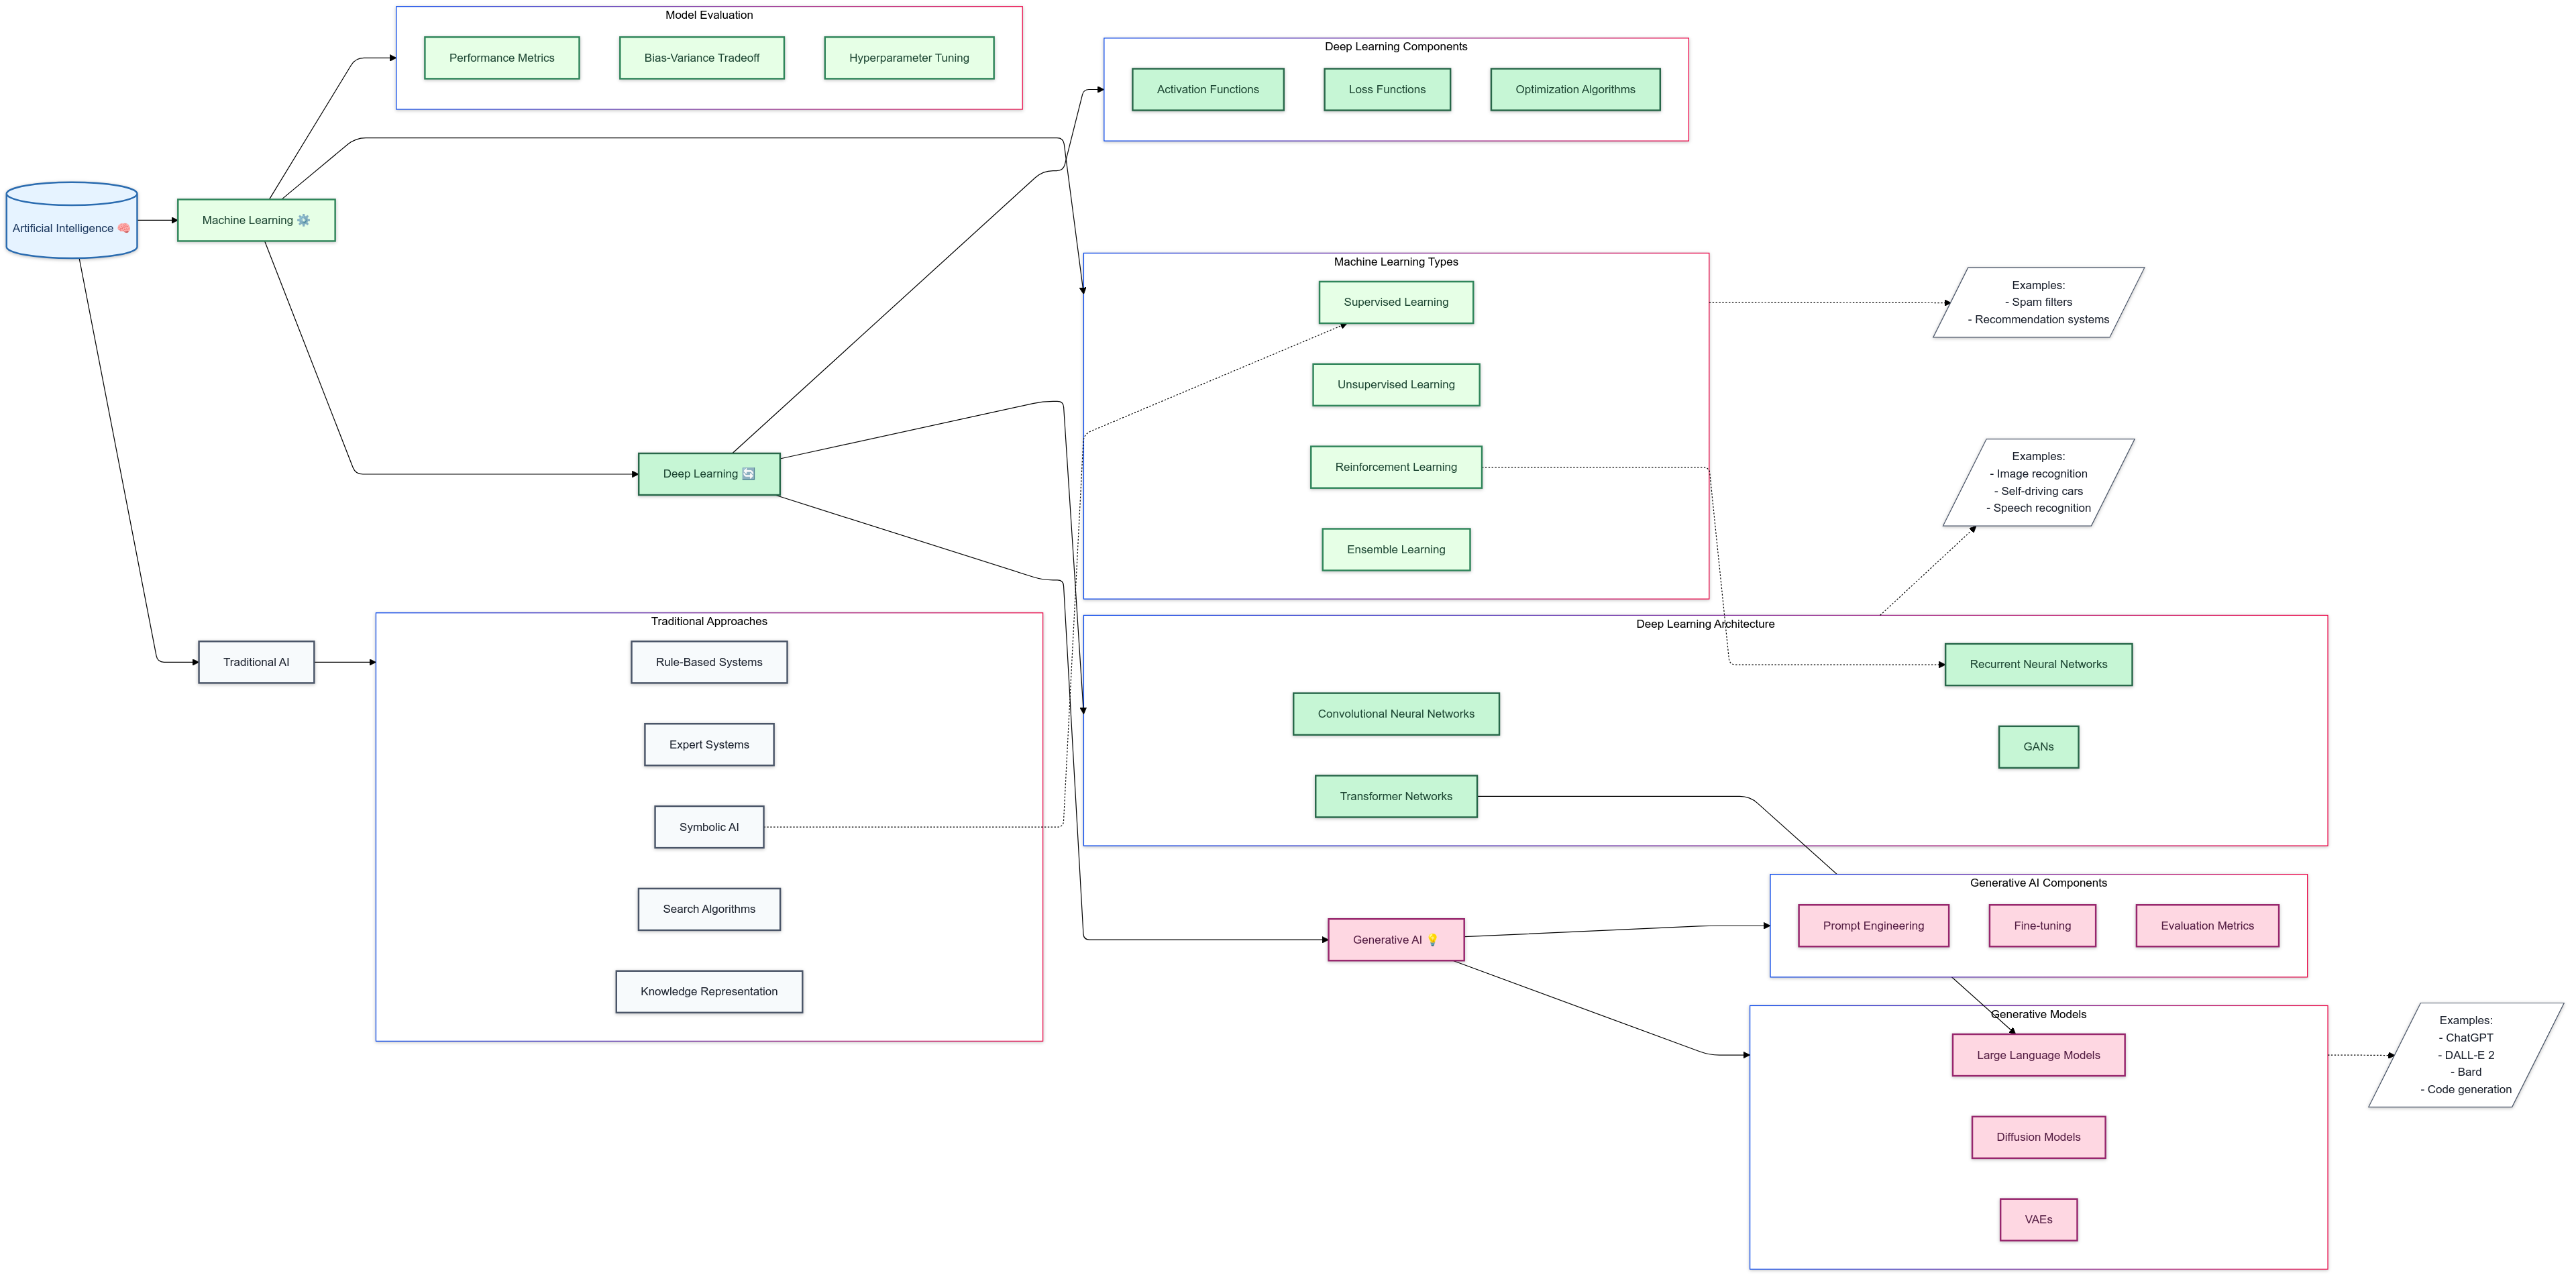 Model Evaluation
Performance Metrics
Bias-Variance Tradeoff
Hyperparameter Tuning
Deep Learning Components
Activation Functions
Loss Functions
Optimization Algorithms
Artificial Intelligence 🧠
Machine Learning ⚙️
Machine Learning Types
Supervised Learning
Unsupervised Learning
Reinforcement Learning
Ensemble Learning
Examples:
- Spam filters
- Recommendation systems
Deep Learning 🔄
Examples:
- Image recognition
- Self-driving cars
- Speech recognition
Traditional AI
Traditional Approaches
Rule-Based Systems
Expert Systems
Symbolic AI
Search Algorithms
Knowledge Representation
Deep Learning Architecture
Recurrent Neural Networks
Convolutional Neural Networks
GANs
Transformer Networks
Generative AI 💡
Generative AI Components
Prompt Engineering
Fine-tuning
Evaluation Metrics
Generative Models
Large Language Models
Diffusion Models
VAEs
Examples:
- ChatGPT
- DALL-E 2
- Bard
- Code generation